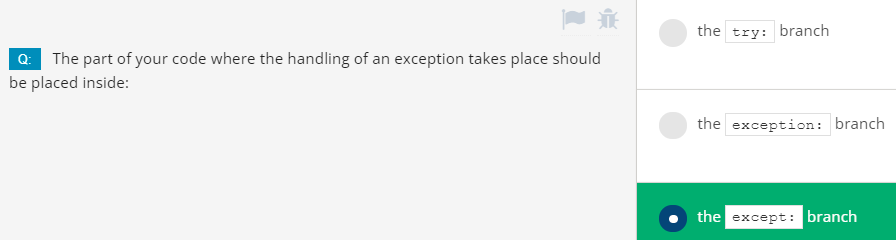 Q: The part of your code where the handling of an exception takes place should
be placed inside:
the try: branch
the exception: branch
the except: branch